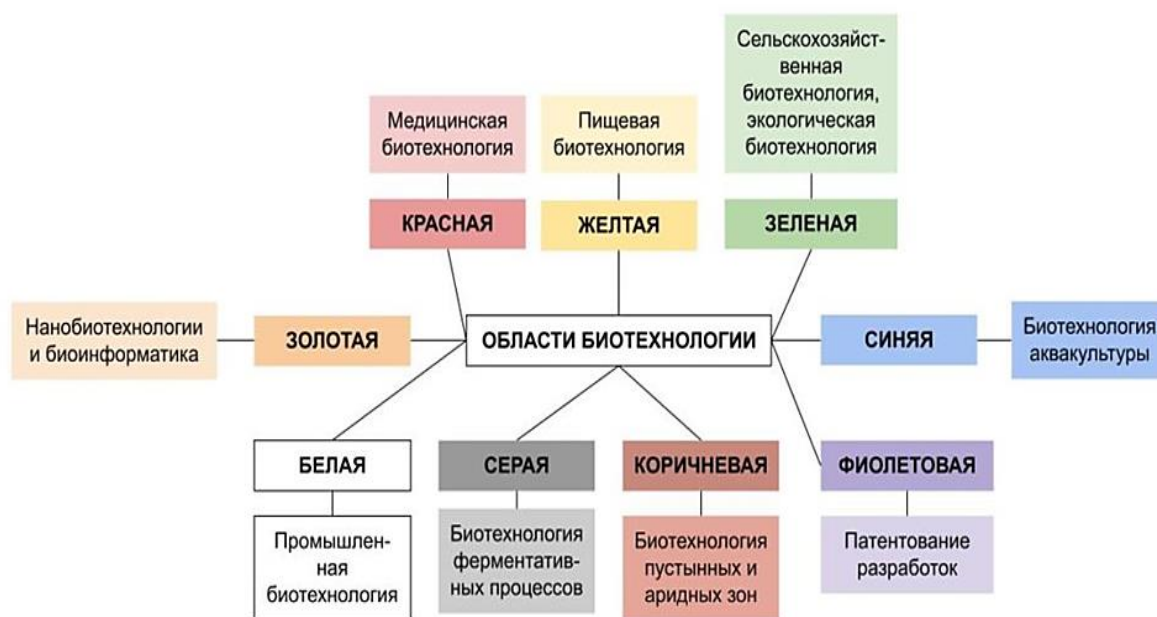 Сельскохозяйст-
венная
биотехнология,
экологическая
биотехнология
Медицинская
биотехнология
Пищевая
биотехнология
КРАСНАЯ
ЖЕЛТАЯ
ЗЕЛЕНАЯ
Нанобиотехнологии
и биоинформатика
ЗОЛОТАЯ
ОБЛАСТИ БИОТЕХНОЛОГИИ
СИНЯЯ
Биотехнология
аквакультуры
БЕЛАЯ
СЕРАЯ
КОРИЧНЕВАЯ
ФИОЛЕТОВАЯ
Промышлен-
ная
биотехнология
Биотехнология
ферментатив-
ных процессов
Биотехнология
пустынных и
аридных зон
Патентование
разработок